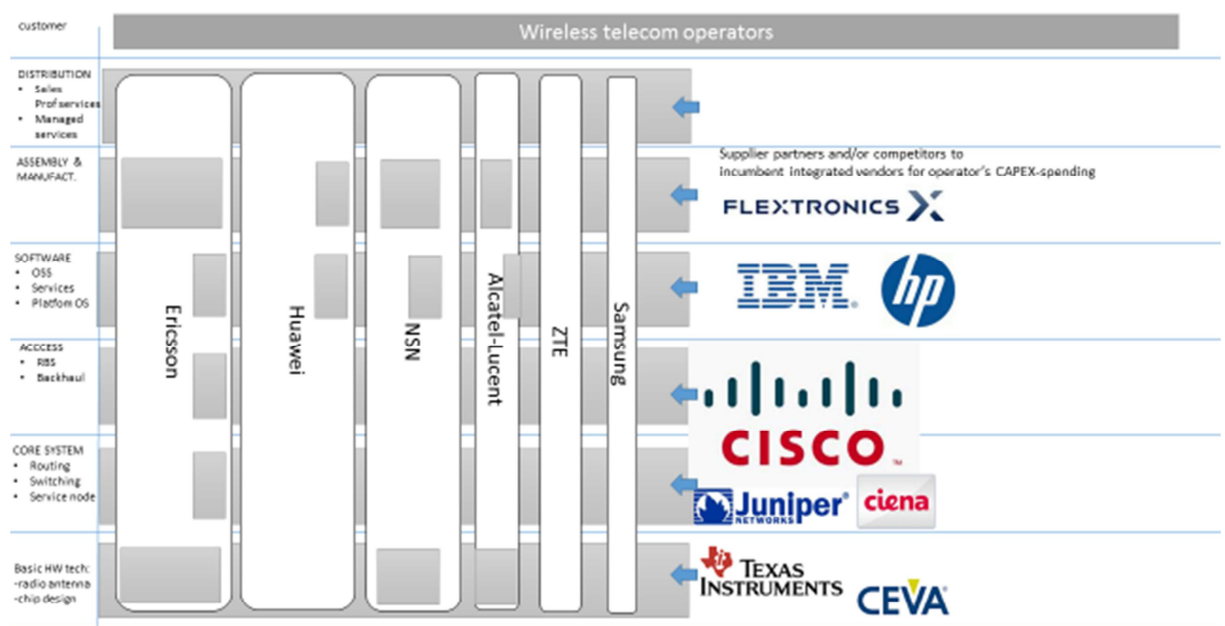 customer
Wireless telecom operators
DISTRIBUTION
• Sales
Prof services
• Managed
services
ASSEMBLY &
MANUFACT.
Supplier partners and/or competitors to
incumbent integrated vendors for operator's CAPEX-spending
FLEXTRONICS
SOFTWARE
• OSS
• Services
• Platfom OS
IBM®
hp
Ericsson
Huawei
NSN
Alcatel-Lucent
ZTE
Samsung
ACCCESS
• RBS
• Backhaul
CISCO™
CORE SYSTEM
• Routing
• Switching
• Service node
Juniper®
NETWORKS
ciena
Basic HW tech:
-radio antenna
-chip design
TEXAS
INSTRUMENTS
CEVA®